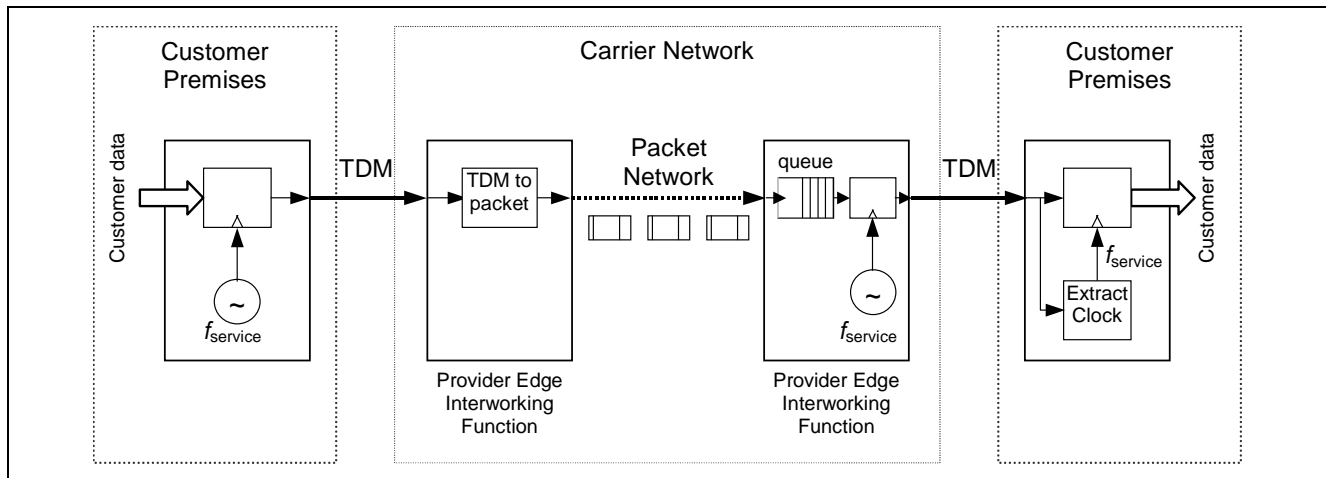 Customer
Premises
Carrier Network
Customer
Premises
Customer data
TDM
TDM to
packet
Packet
Network
queue
TDM
Customer data
~
fservice
~
fservice
fservice
Extract
Clock
Provider Edge
Interworking
Function
Provider Edge
Interworking
Function